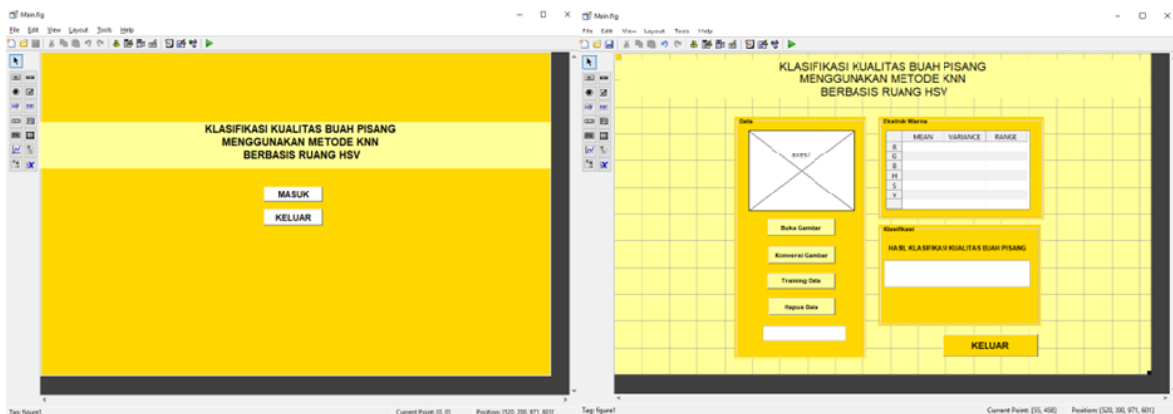 Main.fig
File Edit View Layout Tools Help
KLASIFIKASI KUALITAS BUAH PISANG
MENGGUNAKAN METODE KNN
BERBASIS RUANG HSV
MASUK
KELUAR
Tag: figure1
Current Point: [0, 0]
Position: [520, 200, 971, 601]
Main.fig
File Edit View Layout Tools Help
KLASIFIKASI KUALITAS BUAH PISANG
MENGGUNAKAN METODE KNN
BERBASIS RUANG HSV
Data
axes1
Buka Gambar
Konversi Gambar
Training Data
Hapus Data
Ekstrak Warna
MEAN VARIANCE RANGE
R
G
B
H
S
V
Klasifikasi
HASIL KLASIFIKASI KUALITAS BUAH PISANG
KELUAR
Tag: figure1
Current Point: [55, 458]
Position: [520, 200, 971, 601]